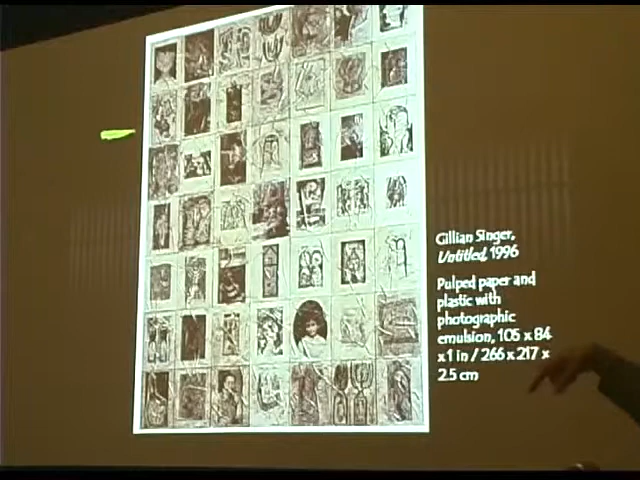 Gillian Singer,
Untitled, 1996
Pulped paper and
plastic with
photographic
emulsion, 105 x 84
x 1 in / 266 x 217 x
2.5 cm